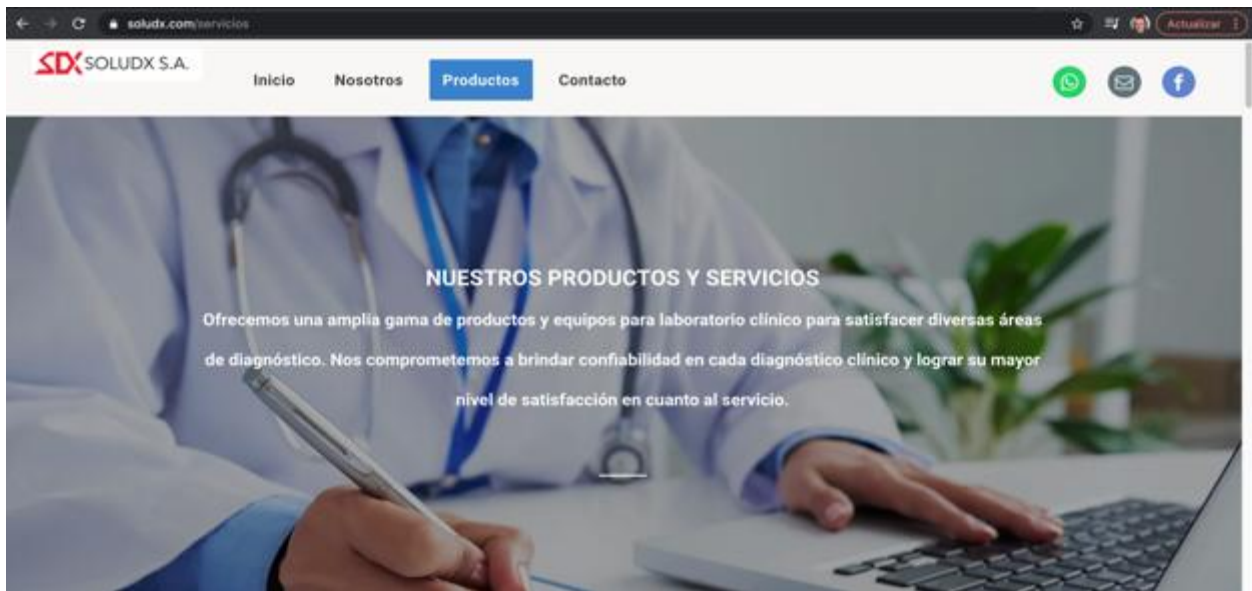 soludx.com/servicios
Actualizar
SDX SOLUDX S.A.
Inicio Nosotros Productos Contacto
NUESTROS PRODUCTOS Y SERVICIOS
Ofrecemos una amplia gama de productos y equipos para laboratorio clínico para satisfacer diversas áreas
de diagnóstico. Nos comprometemos a brindar confiabilidad en cada diagnóstico clínico y lograr su mayor
nivel de satisfacción en cuanto al servicio.